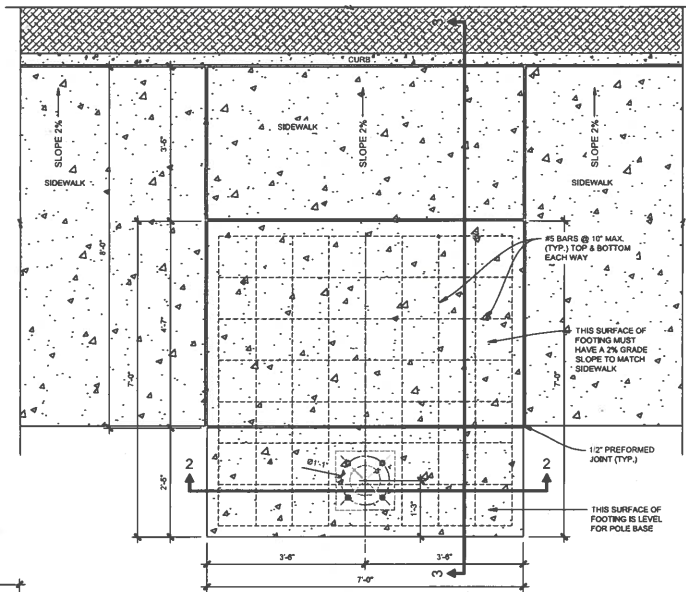 3
CURB
SLOPE 2%
SLOPE 2%
SLOPE 2%
SIDEWALK
SIDEWALK
SIDEWALK
3'-5"
8'-0"
#5 BARS @ 10" MAX.
(TYP.) TOP & BOTTOM
EACH WAY
THIS SURFACE OF
FOOTING MUST
HAVE A 2% GRADE
SLOPE TO MATCH
SIDEWALK
4'-7"
7'-0"
7'-0"
1/2" PREFORMED
JOINT (TYP.)
2
2
Ø1'-1"
2'-5"
1'-3"
THIS SURFACE OF
FOOTING IS LEVEL
FOR POLE BASE
3'-6"
3'-6"
7'-0"
3